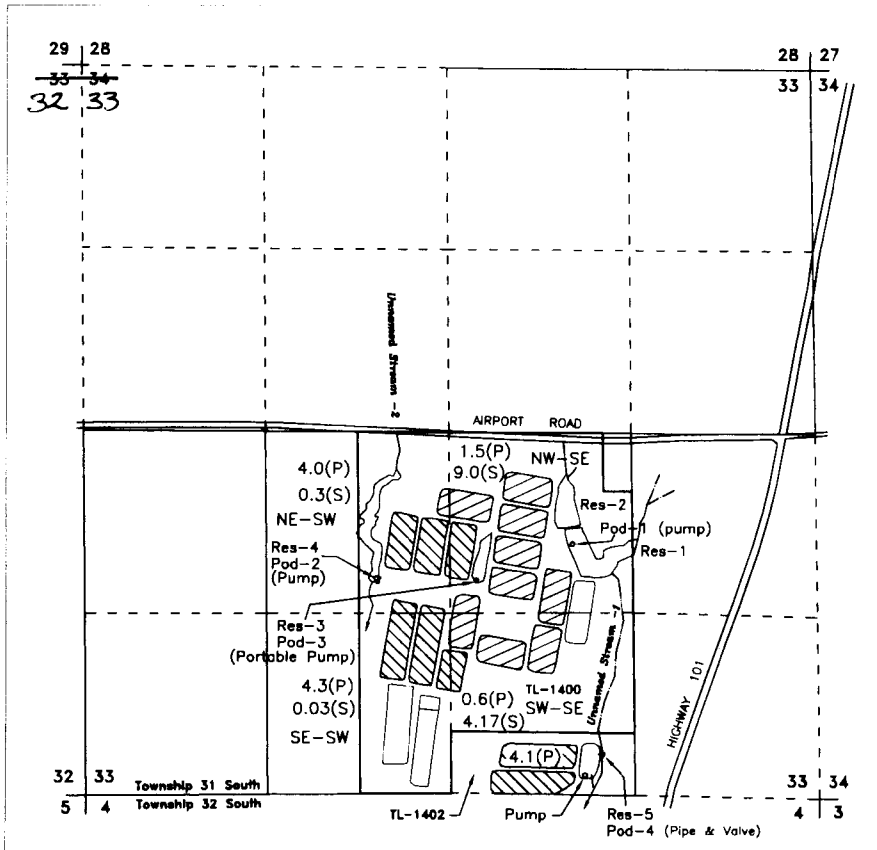 29 28
28 27
33 34
33 34
32 33
Unnamed Stream -2
AIRPORT ROAD
1.5(P)
9.0(S)
NW-SE
4.0(P)
0.3(S)
NE-SW
Res-2
Pod-1 (pump)
Res-1
Res-4
Pod-2
(Pump)
Res-3
Pod-3
(Portable Pump)
Unnamed Stream -1
HIGHWAY 101
4.3(P)
0.03(S)
SE-SW
TL-1400
0.6(P)
SW-SE
4.17(S)
4.1(P)
32 33
Township 31 South
33 34
5 4
Township 32 South
4 3
TL-1402
Pump
Res-5
Pod-4 (Pipe & Valve)